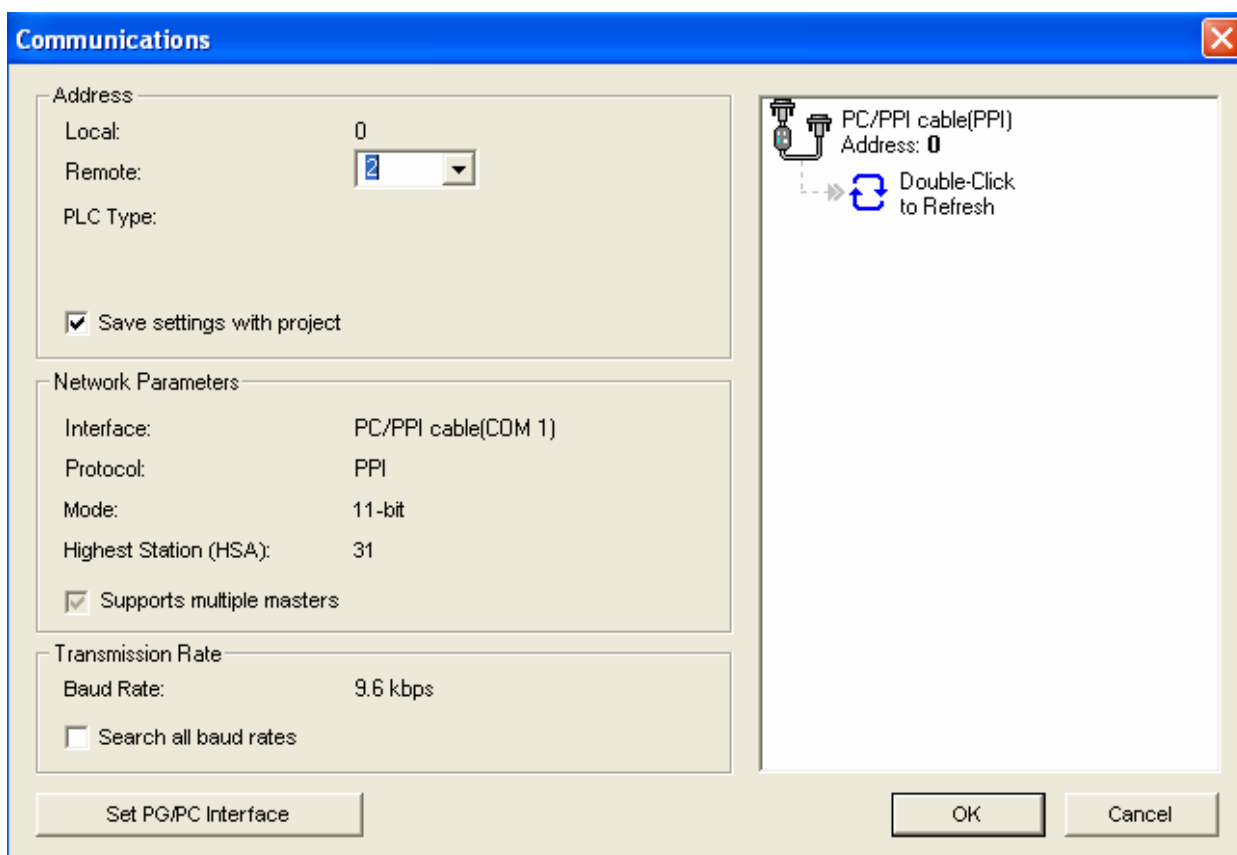 Communications
Address
Local: 0
Remote: 2
PLC Type:
Save settings with project
Network Parameters
Interface: PC/PPI cable(COM 1)
Protocol: PPI
Mode: 11-bit
Highest Station (HSA): 31
Supports multiple masters
Transmission Rate
Baud Rate: 9.6 kbps
Search all baud rates
Set PG/PC Interface
PC/PPI cable(PPI)
Address: 0
Double-Click
to Refresh
OK
Cancel